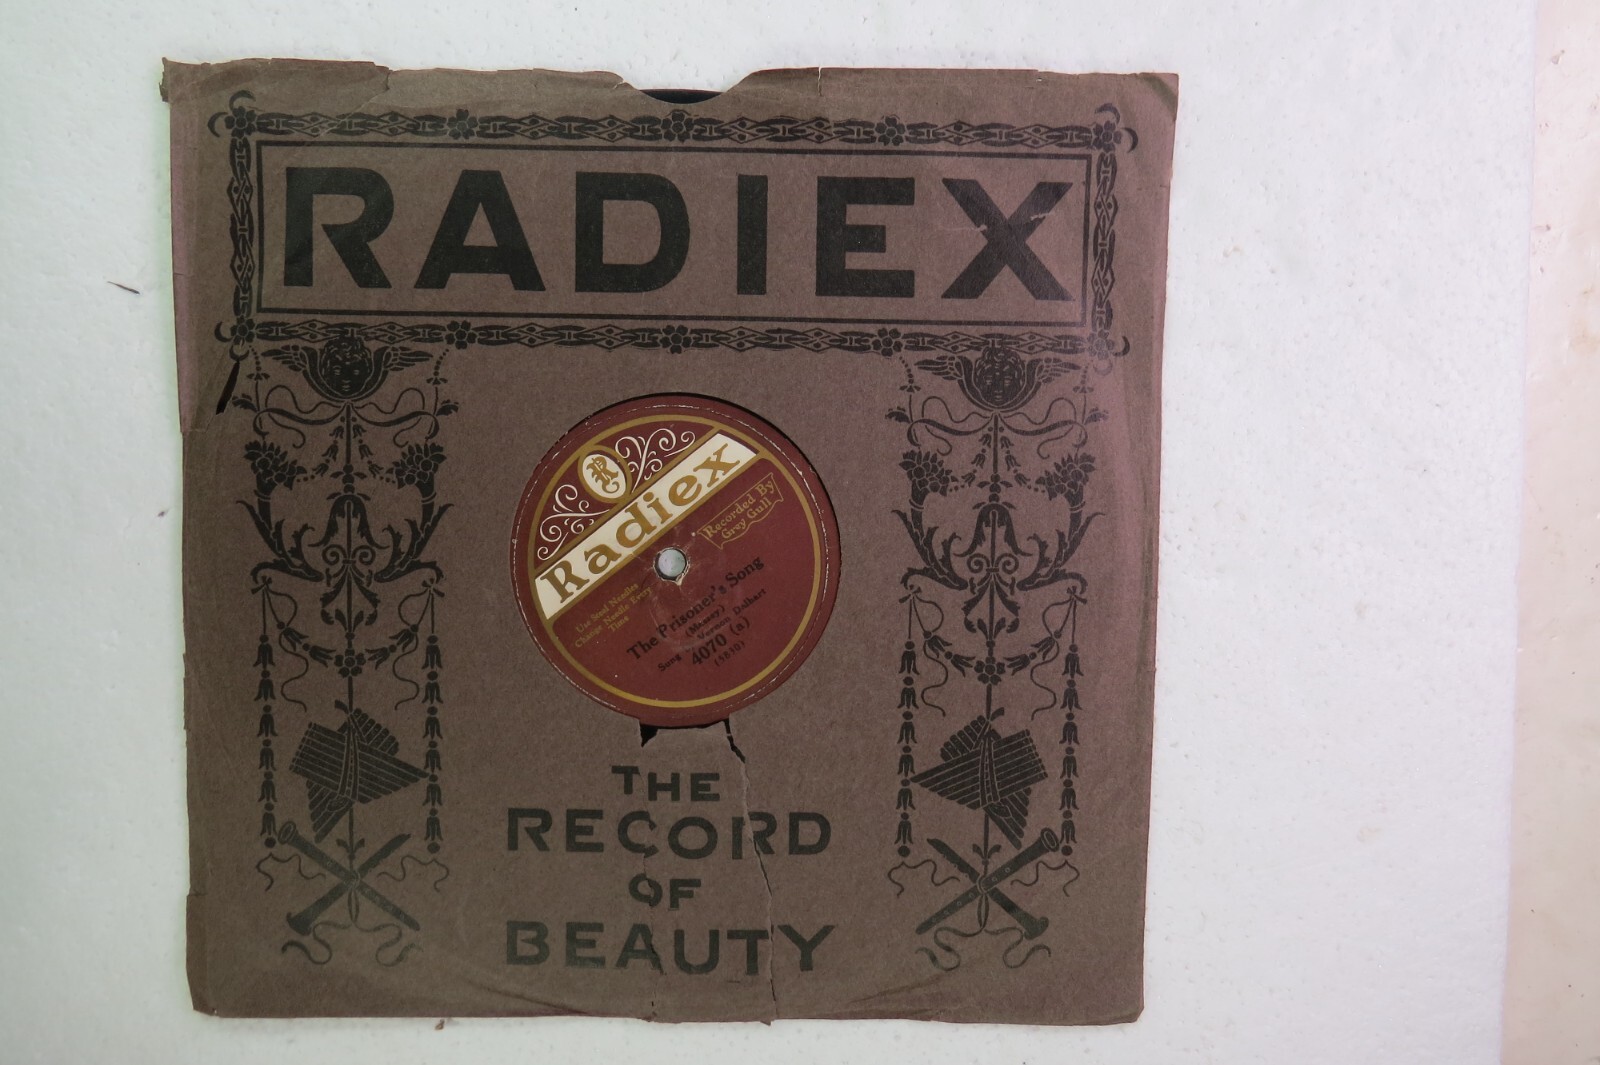 RADIEX
R
Radiex
Recorded By
Grey Gull
Use Steel Needles
Change Needle Every
Time
The Prisoner's Song
(Massey)
Song Vernon Dalhart
4070 (a)
(3830)
THE
RECORD
OF
BEAUTY